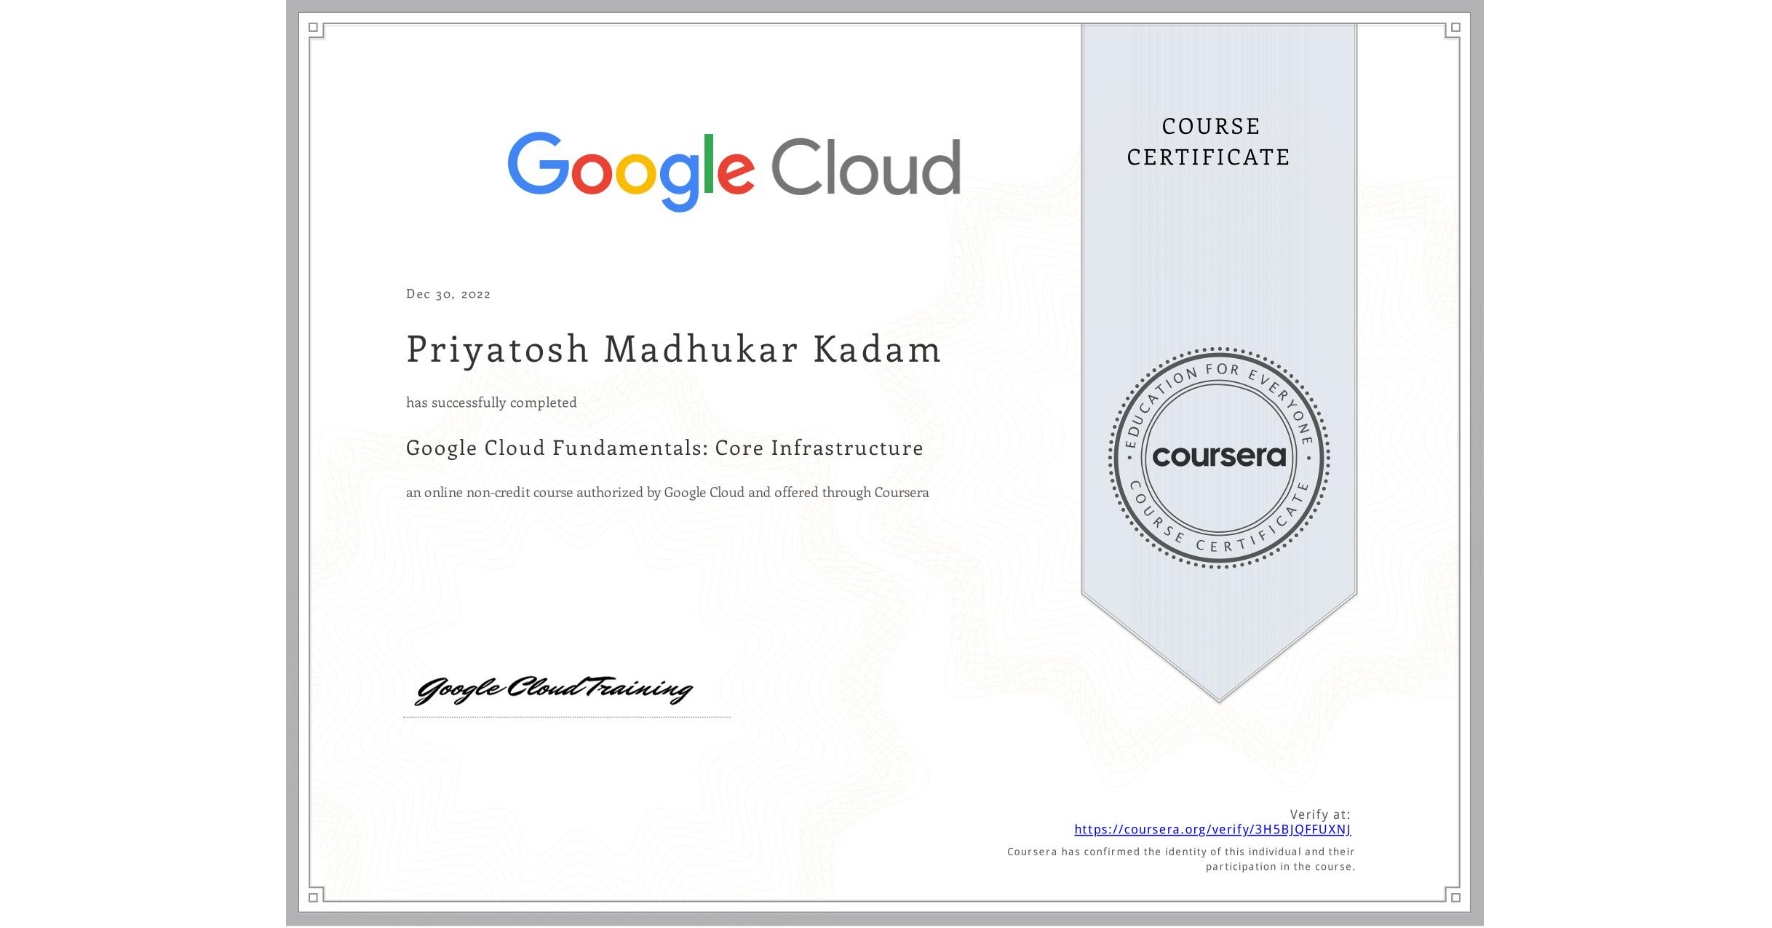 Google Cloud
COURSE
CERTIFICATE
Dec 30, 2022
Priyatosh Madhukar Kadam
has successfully completed
Google Cloud Fundamentals: Core Infrastructure
an online non-credit course authorized by Google Cloud and offered through Coursera
EDUCATION FOR EVERYONE
coursera
COURSE CERTIFICATE
Google Cloud Training
Verify at:
https://coursera.org/verify/3H5BJQFFUXNJ
Coursera has confirmed the identity of this individual and their
participation in the course.